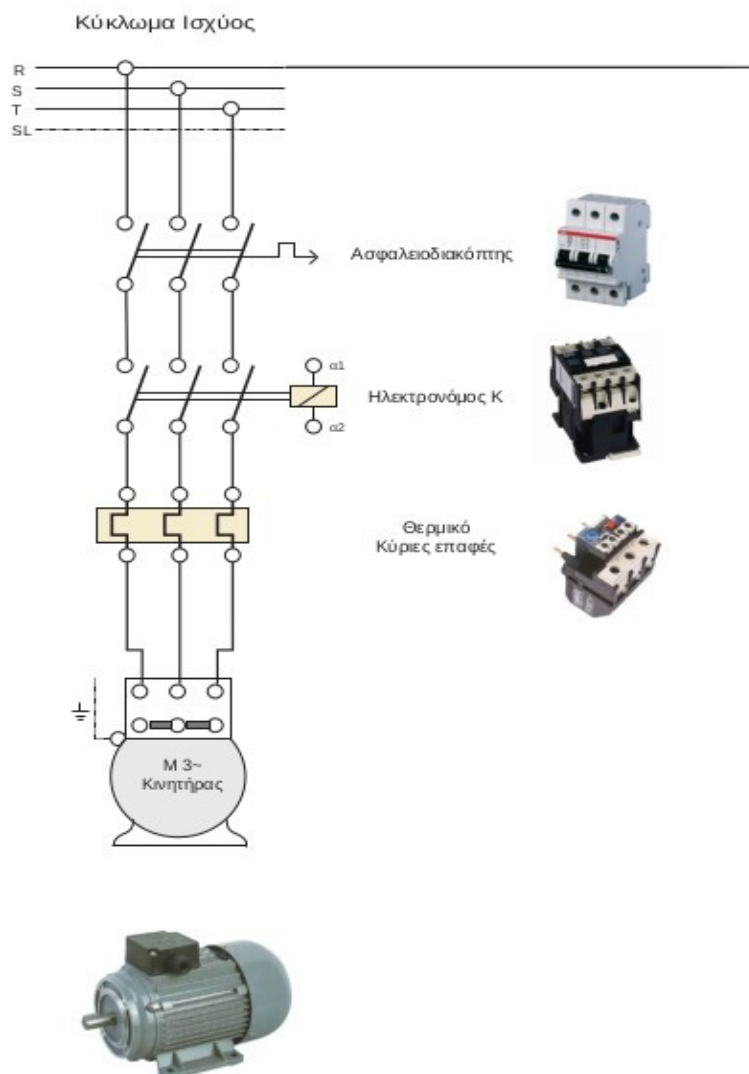 Κύκλωμα Ισχύος
R
S
T
SL
Ασφαλειοδιακόπτης
α1
Ηλεκτρονόμος Κ
α2
Θερμικό
Κύριες επαφές
Μ 3~
Κινητήρας